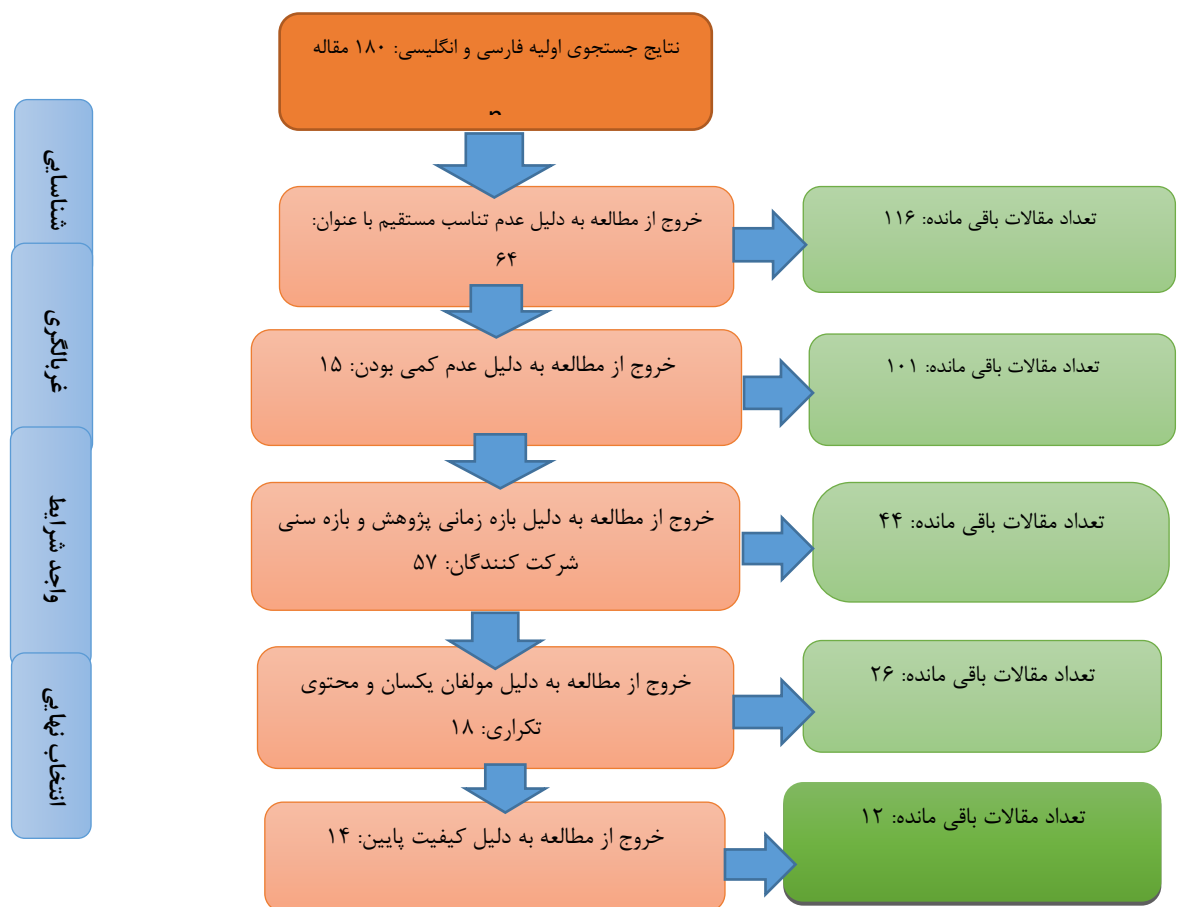 نتایج جستجوی اولیه فارسی و انگلیسی: ۱۸۰ مقاله
شناسایی
خروج از مطالعه به دلیل عدم تناسب مستقیم با عنوان:
۶۴
تعداد مقالات باقی مانده: ۱۱۶
غربالگری
خروج از مطالعه به دلیل عدم کمی بودن: ۱۵
تعداد مقالات باقی مانده: ۱۰۱
واجد شرایط
خروج از مطالعه به دلیل بازه زمانی پژوهش و بازه سنی
شرکت کنندگان: ۵۷
تعداد مقالات باقی مانده: ۴۴
انتخاب نهایی
خروج از مطالعه به دلیل مولفان یکسان و محتوی
تکراری: ۱۸
تعداد مقالات باقی مانده: ۲۶
خروج از مطالعه به دلیل کیفیت پایین: ۱۴
تعداد مقالات باقی مانده: ۱۲